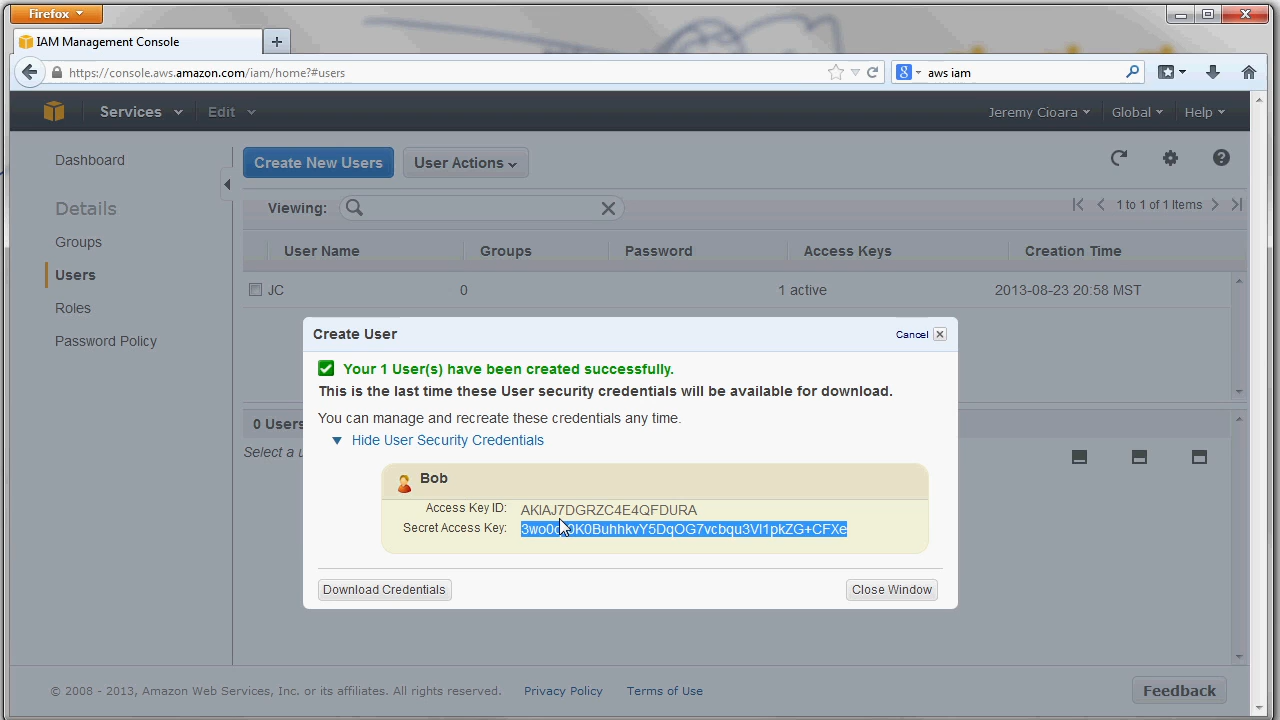 Firefox
IAM Management Console
https://console.aws.amazon.com/iam/home?#users
aws iam
Services Edit Jeremy Cioara Global Help
Dashboard
Create New Users User Actions
Details
Viewing: 1 to 1 of 1 Items
Groups
User Name Groups Password Access Keys Creation Time
Users
JC 0 1 active 2013-08-23 20:58 MST
Roles
Password Policy
Create User Cancel
Your 1 User(s) have been created successfully.
This is the last time these User security credentials will be available for download.
You can manage and recreate these credentials any time.
0 Users
Hide User Security Credentials
Select a
Bob
Access Key ID: AKIAJ7DGRZC4E4QFDURA
Secret Access Key:
Download Credentials Close Window
© 2008 - 2013, Amazon Web Services, Inc. or its affiliates. All rights reserved. Privacy Policy Terms of Use
Feedback